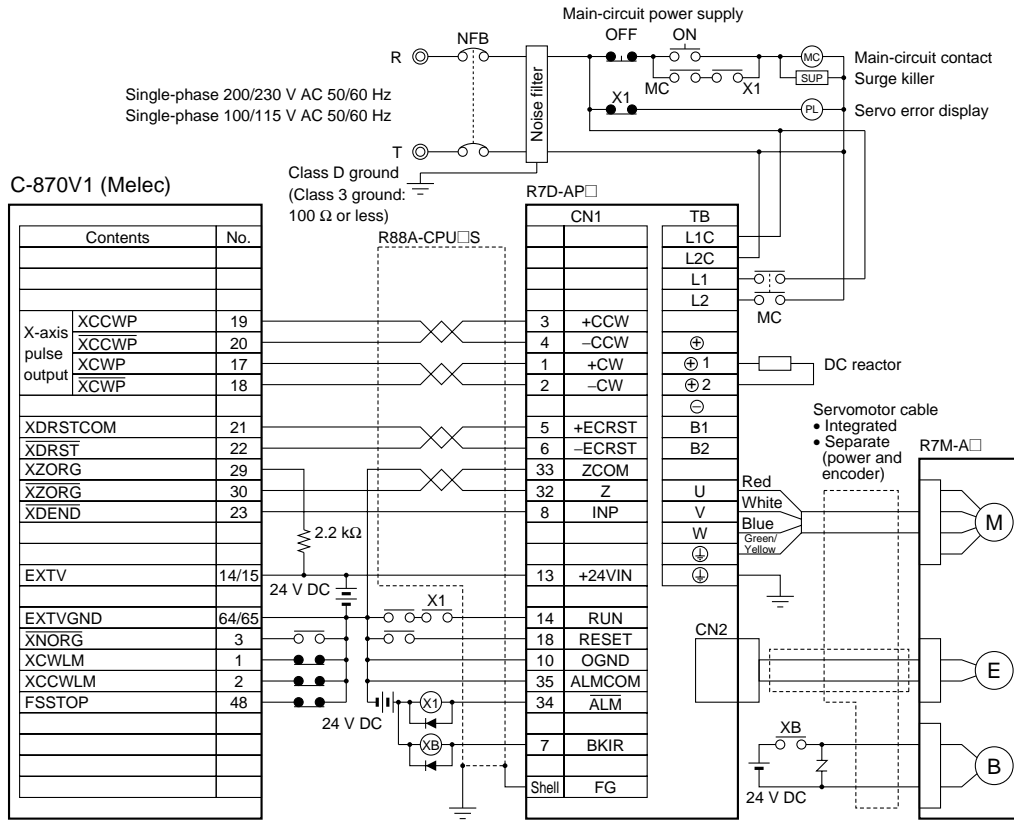 Main-circuit power supply
OFF ON
NFB
R
MC
Main-circuit contact
MC X1
SUP
Surge killer
Noise filter
Single-phase 200/230 V AC 50/60 Hz
Single-phase 100/115 V AC 50/60 Hz
X1
PL
Servo error display
T
Class D ground
(Class 3 ground:
100 Ω or less)
C-870V1 (Melec)
R7D-AP□
R88A-CPU□S
Contents No.
CN1 TB
L1C
L2C
L1
L2
MC
X-axis
pulse
output
XCCWP 19
X̅C̅C̅W̅P̅ 20
XCWP 17
X̅C̅W̅P̅ 18
3 +CCW
4 –CCW ⊕
1 +CW ⊕ 1
2 –CW ⊕ 2
⊖
DC reactor
XDRSTCOM 21
X̅D̅R̅S̅T̅ 22
XZORG 29
X̅Z̅O̅R̅G̅ 30
X̅D̅E̅N̅D̅ 23
5 +ECRST B1
6 –ECRST B2
33 ZCOM
32 Z U
8 INP V
W
Red
White
Blue
Green/
Yellow
Servomotor cable
• Integrated
• Separate
(power and
encoder)
R7M-A□
M
2.2 kΩ
EXTV 14/15
24 V DC
13 +24VIN
EXTVGND 64/65
X̅N̅O̅R̅G̅ 3
XCWLM 1
XCCWLM 2
FSSTOP 48
X1
14 RUN
18 RESET
10 OGND
35 ALMCOM
34 A̅L̅M̅
X1
24 V DC
XB
7 BKIR
Shell FG
CN2
E
XB
24 V DC
B